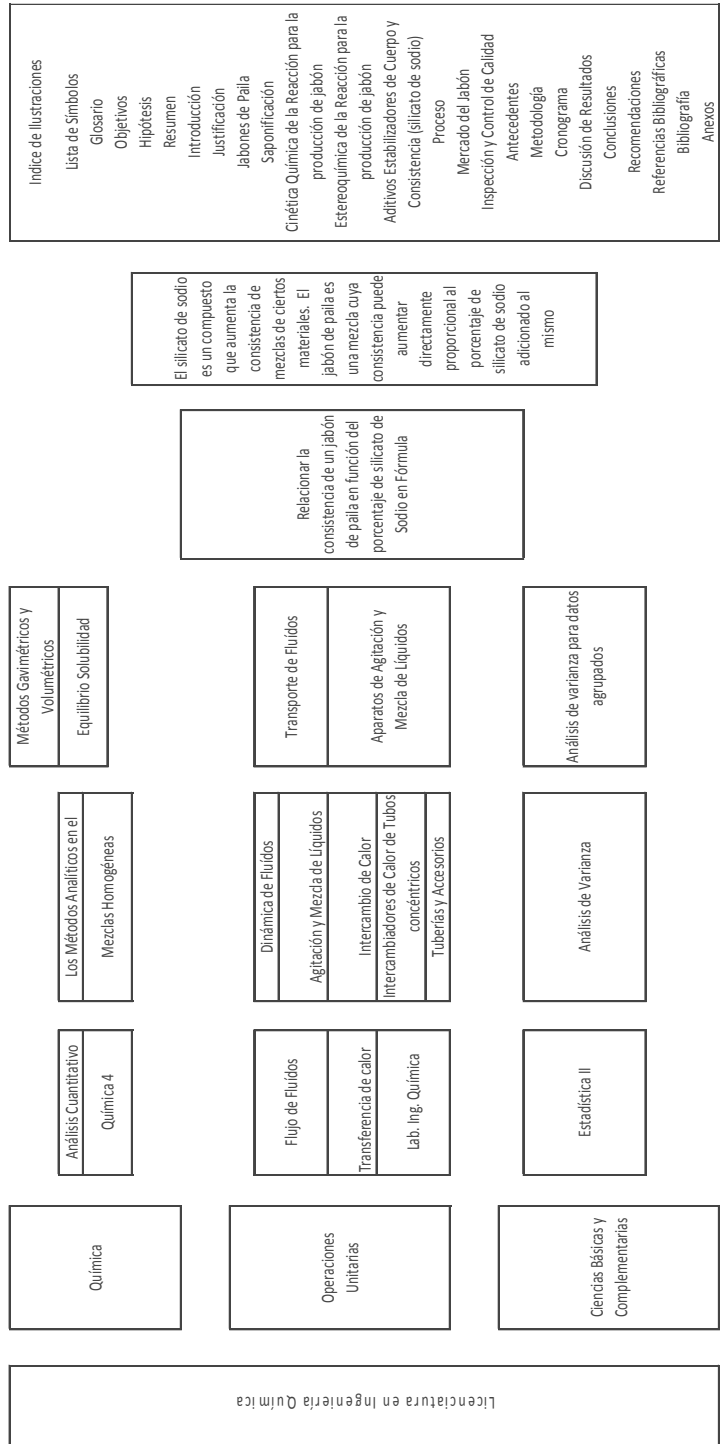 Licenciatura en Ingeniería Química
Química
Operaciones
Unitarias
Ciencias Básicas y
Complementarias
Análisis Cuantitativo
Química 4
Flujo de Fluídos
Transferencia de calor
Lab. Ing. Química
Estadística II
Los Métodos Analíticos en el
Mezclas Homogéneas
Dinámica de Fluídos
Agitación y Mezcla de Líquidos
Intercambio de Calor
Intercambiadores de Calor de Tubos
concéntricos
Tuberías y Accesorios
Análisis de Varianza
Métodos Gavimétricos y
Volumétricos
Equilibrio Solubilidad
Transporte de Fluídos
Aparatos de Agitación y
Mezcla de Líquidos
Análisis de varianza para datos
agrupados
Relacionar la
consistencia de un jabón
de paila en función del
porcentaje de silicato de
Sodio en Fórmula
El silicato de sodio
es un compuesto
que aumenta la
consistencia de
mezclas de ciertos
materiales. El
jabón de paila es
una mezcla cuya
consistencia puede
aumentar
directamente
proporcional al
porcentaje de
silicato de sodio
adicionado al
mismo
Indice de Ilustraciones
Lista de Símbolos
Glosario
Objetivos
Hipótesis
Resumen
Introducción
Justificación
Jabones de Paila
Saponificación
Cinética Química de la Reacción para la
producción de jabón
Estereoquímica de la Reacción para la
producción de jabón
Aditivos Estabilizadores de Cuerpo y
Consistencia (silicato de sodio)
Proceso
Mercado del Jabón
Inspección y Control de Calidad
Antecedentes
Metodología
Cronograma
Discusión de Resultados
Conclusiones
Recomendaciones
Referencias Bibliográficas
Bibliografía
Anexos